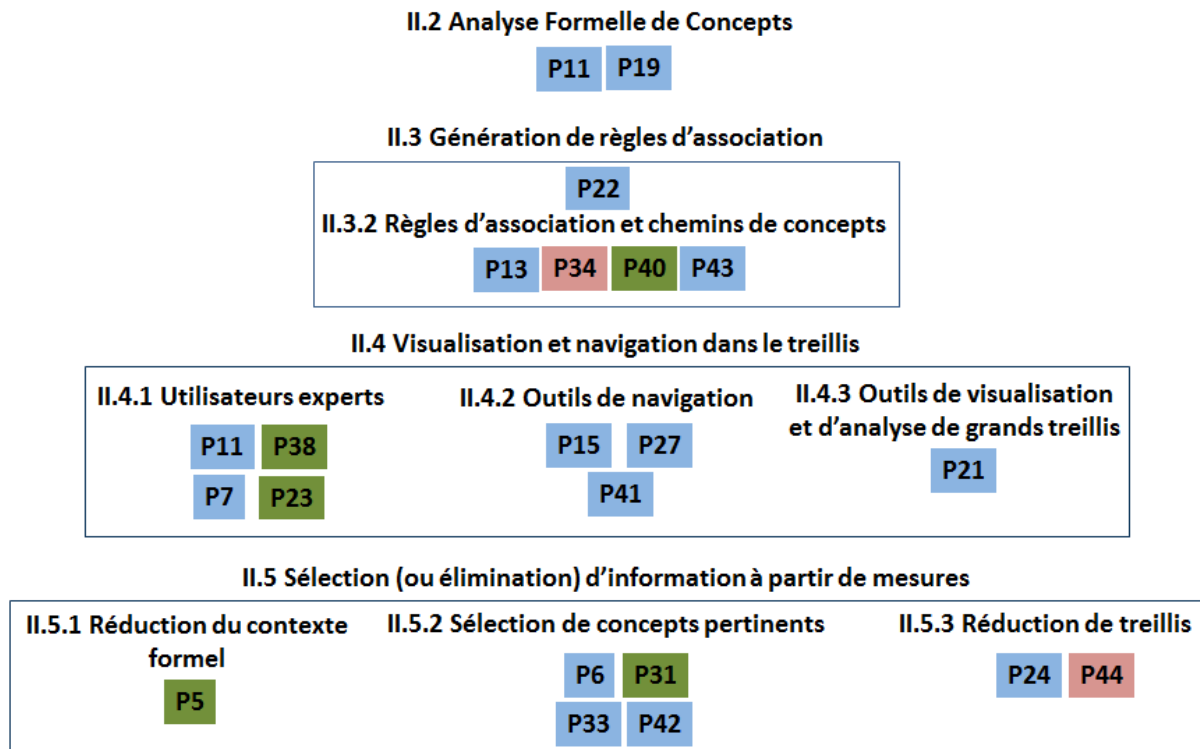 II.2 Analyse Formelle de Concepts
P11 P19
II.3 Génération de règles d'association
P22
II.3.2 Règles d'association et chemins de concepts
P13 P34 P40 P43
II.4 Visualisation et navigation dans le treillis
II.4.1 Utilisateurs experts
P11 P38
P7 P23
II.4.2 Outils de navigation
P15 P27
P41
II.4.3 Outils de visualisation
et d'analyse de grands treillis
P21
II.5 Sélection (ou élimination) d'information à partir de mesures
II.5.1 Réduction du contexte
formel
P5
II.5.2 Sélection de concepts pertinents
P6 P31
P33 P42
II.5.3 Réduction de treillis
P24 P44